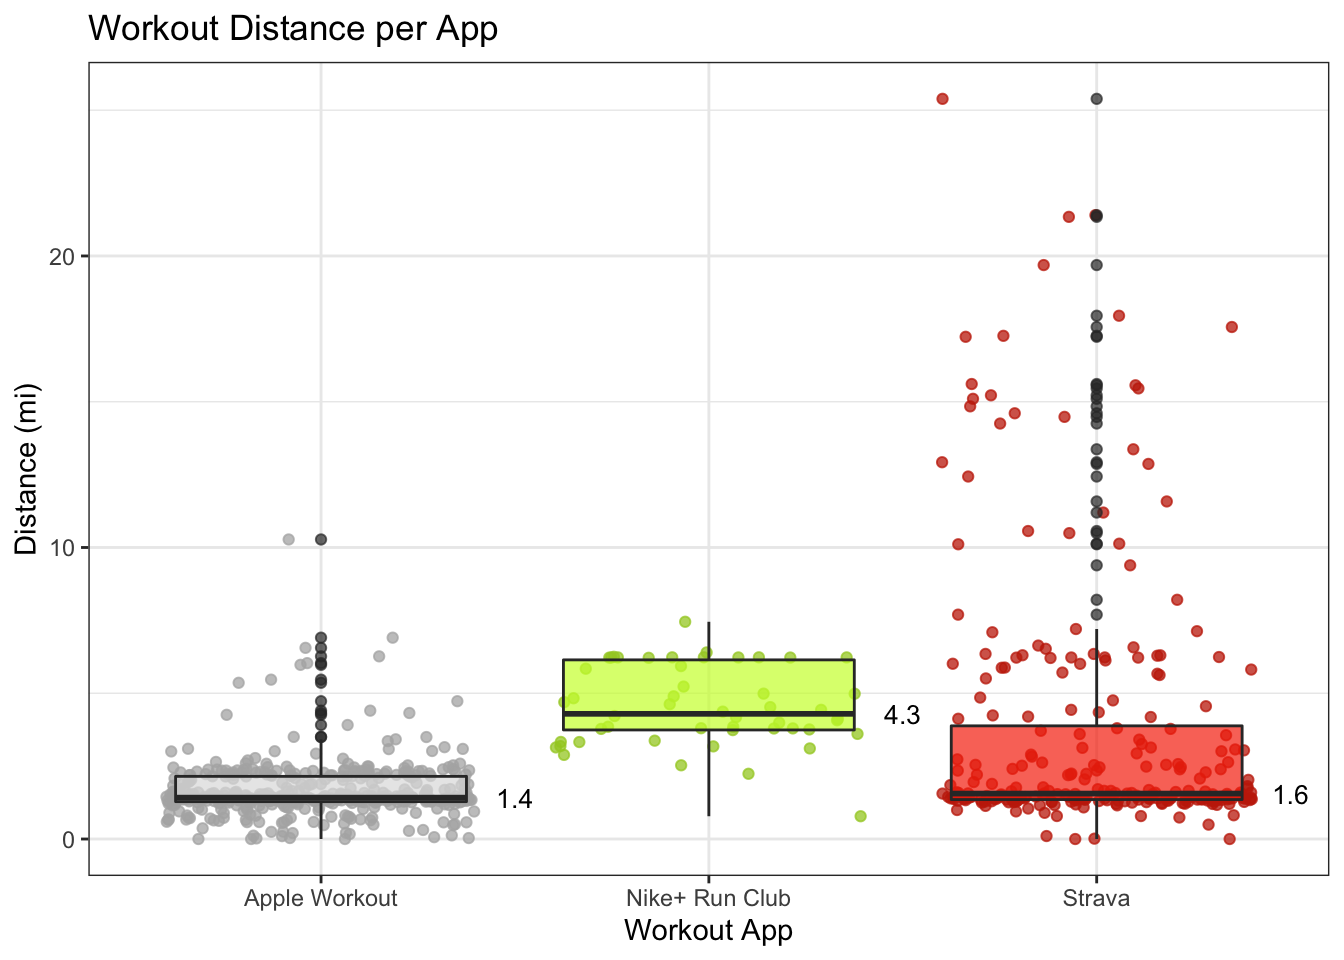 Workout Distance per App
Distance (mi)
20
10
0
1.4
4.3
1.6
Apple Workout
Nike+ Run Club
Strava
Workout App